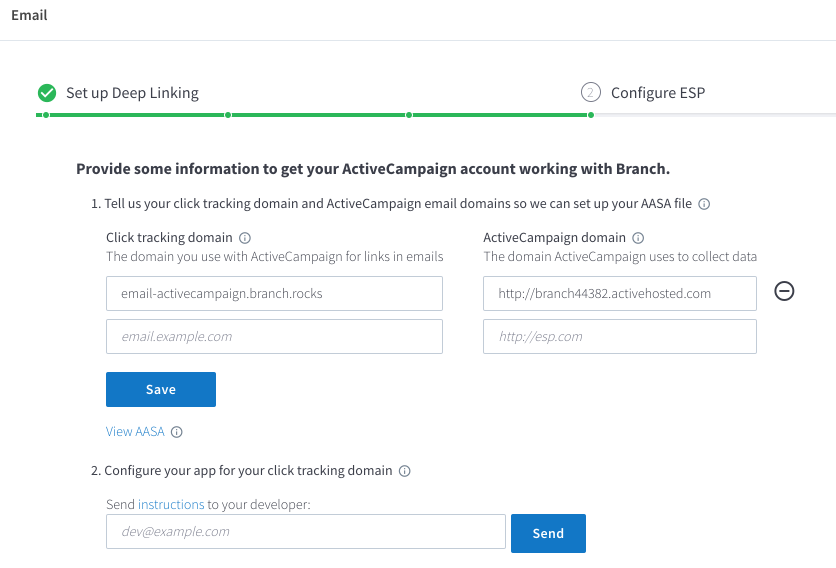 Email
Set up Deep Linking
2 Configure ESP
Provide some information to get your ActiveCampaign account working with Branch.
1. Tell us your click tracking domain and ActiveCampaign email domains so we can set up your AASA file
Click tracking domain
The domain you use with ActiveCampaign for links in emails
ActiveCampaign domain
The domain ActiveCampaign uses to collect data
email-activecampaign.branch.rocks
http://branch44382.activehosted.com
email.example.com
http://esp.com
Save
View AASA
2. Configure your app for your click tracking domain
Send instructions to your developer:
dev@example.com
Send